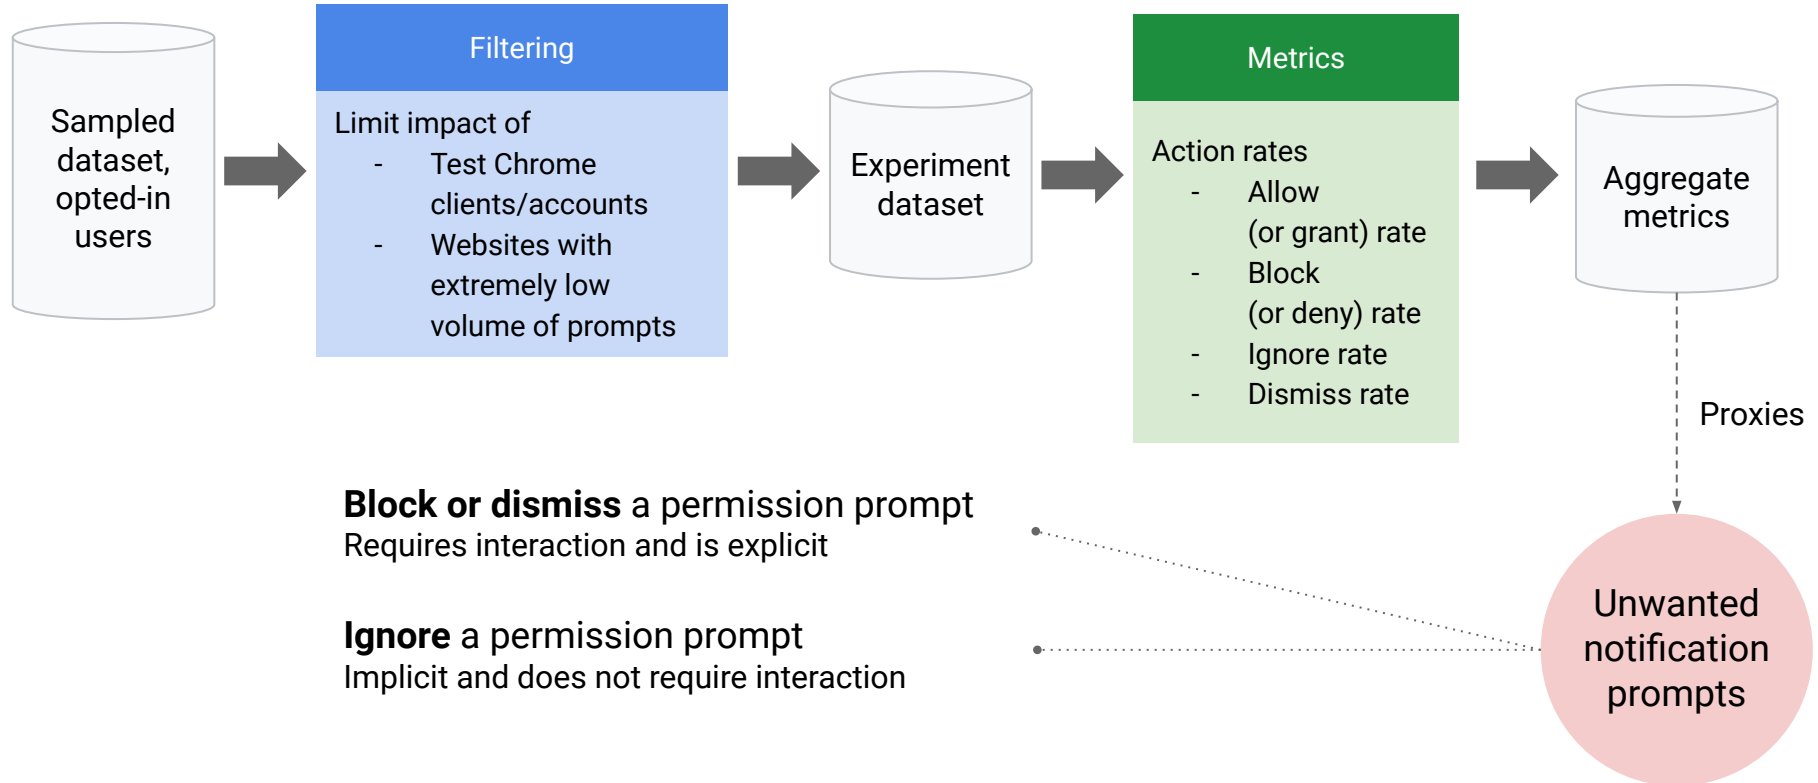 Sampled
dataset,
opted-in
users
Filtering
Limit impact of
- Test Chrome
clients/accounts
- Websites with
extremely low
volume of prompts
Experiment
dataset
Metrics
Action rates
- Allow
(or grant) rate
- Block
(or deny) rate
- Ignore rate
- Dismiss rate
Aggregate
metrics
Proxies
Block or dismiss a permission prompt
Requires interaction and is explicit
Ignore a permission prompt
Implicit and does not require interaction
Unwanted
notification
prompts